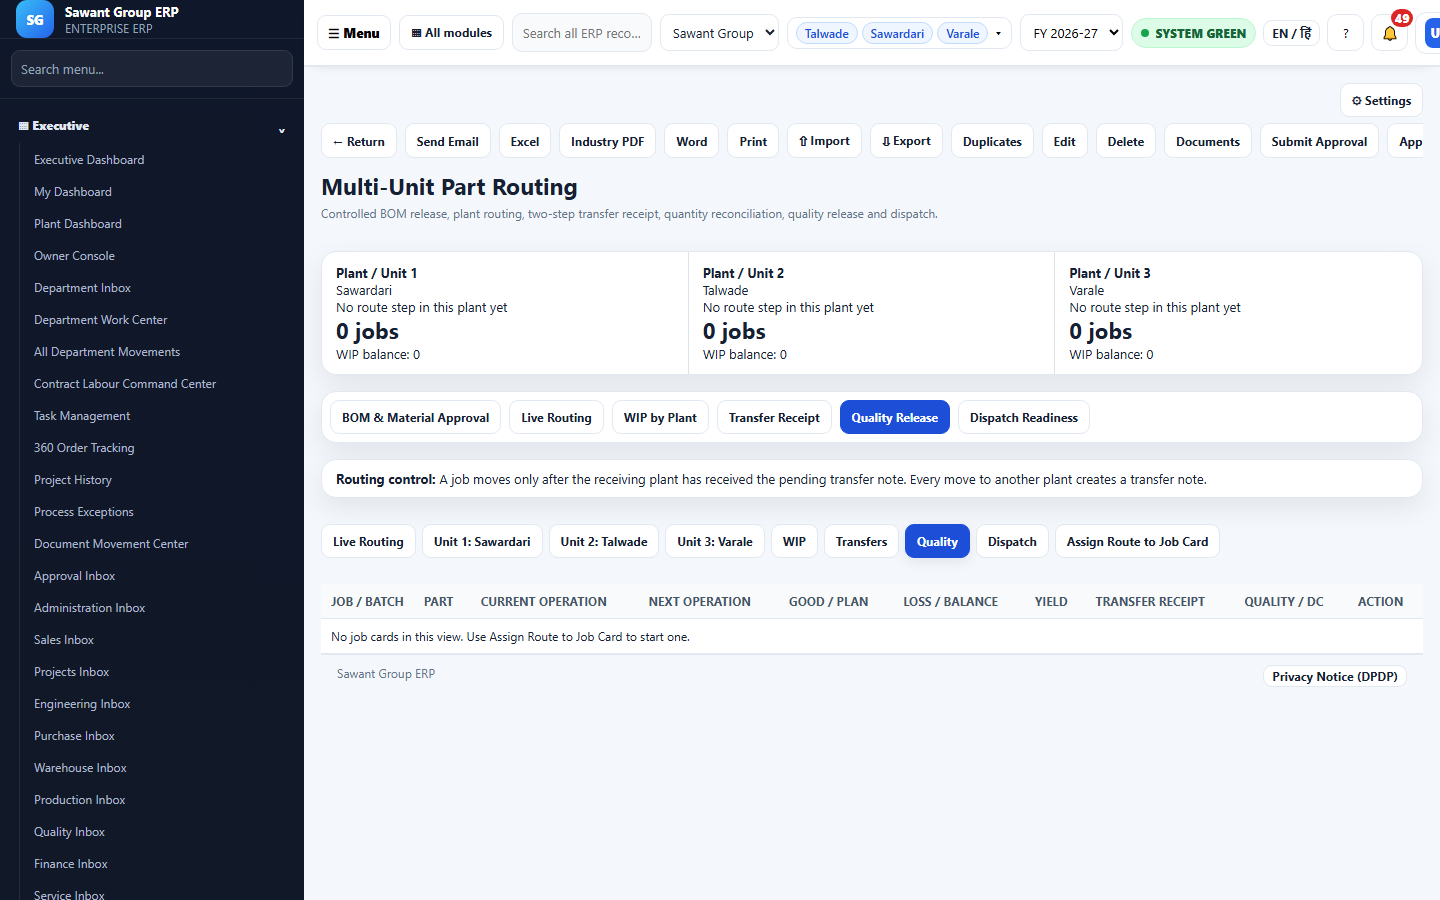 SG
Sawant Group ERP
ENTERPRISE ERP
Search menu...
Executive
Executive Dashboard
My Dashboard
Plant Dashboard
Owner Console
Department Inbox
Department Work Center
All Department Movements
Contract Labour Command Center
Task Management
360 Order Tracking
Project History
Process Exceptions
Document Movement Center
Approval Inbox
Administration Inbox
Sales Inbox
Projects Inbox
Engineering Inbox
Purchase Inbox
Warehouse Inbox
Production Inbox
Quality Inbox
Finance Inbox
Service Inbox
☰ Menu
All modules
Search all ERP reco...
Sawant Group
Talwade Sawardari Varale
FY 2026-27
SYSTEM GREEN
EN / हिं
?
49
U
⚙ Settings
← Return
Send Email
Excel
Industry PDF
Word
Print
⇧ Import
⇩ Export
Duplicates
Edit
Delete
Documents
Submit Approval
App
Multi-Unit Part Routing
Controlled BOM release, plant routing, two-step transfer receipt, quantity reconciliation, quality release and dispatch.
Plant / Unit 1
Sawardari
No route step in this plant yet
0 jobs
WIP balance: 0
Plant / Unit 2
Talwade
No route step in this plant yet
0 jobs
WIP balance: 0
Plant / Unit 3
Varale
No route step in this plant yet
0 jobs
WIP balance: 0
BOM & Material Approval
Live Routing
WIP by Plant
Transfer Receipt
Quality Release
Dispatch Readiness
Routing control: A job moves only after the receiving plant has received the pending transfer note. Every move to another plant creates a transfer note.
Live Routing
Unit 1: Sawardari
Unit 2: Talwade
Unit 3: Varale
WIP
Transfers
Quality
Dispatch
Assign Route to Job Card
JOB / BATCH PART CURRENT OPERATION NEXT OPERATION GOOD / PLAN LOSS / BALANCE YIELD TRANSFER RECEIPT QUALITY / DC ACTION
No job cards in this view. Use Assign Route to Job Card to start one.
Sawant Group ERP
Privacy Notice (DPDP)